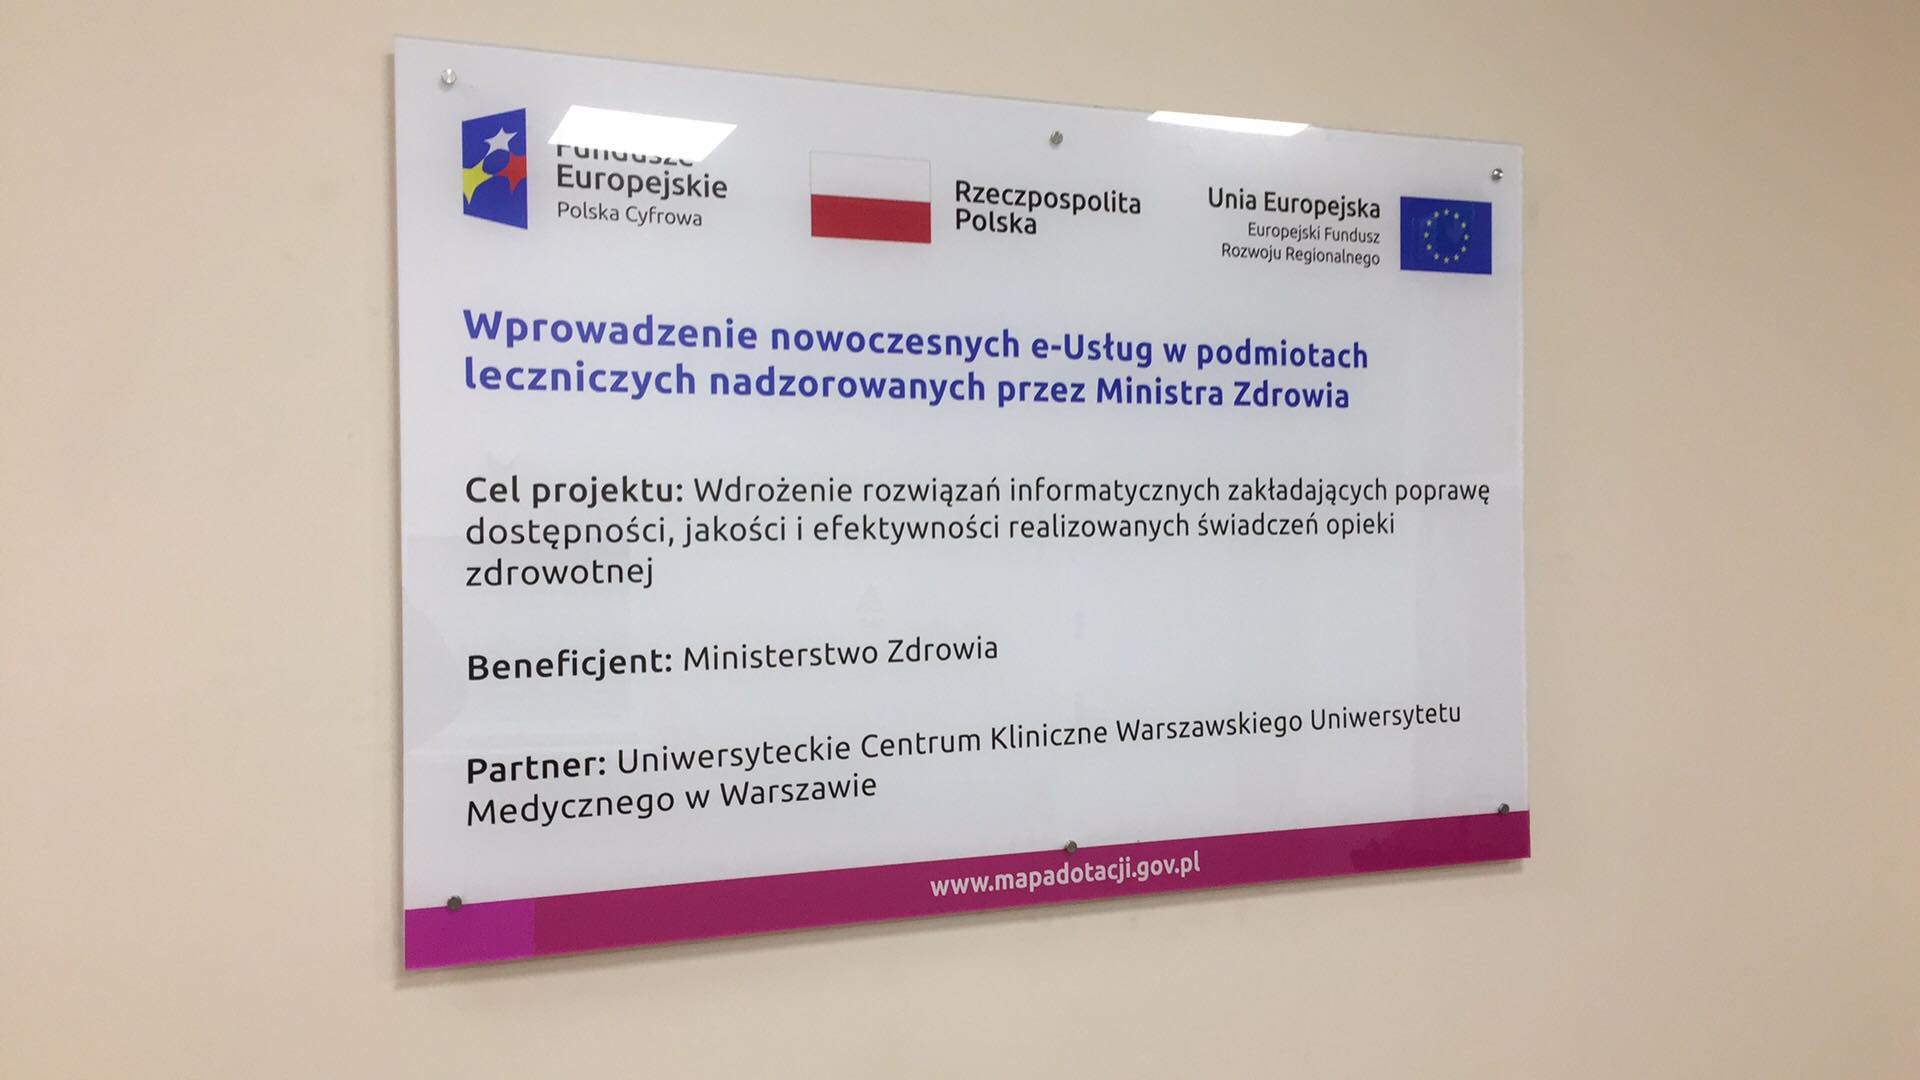 Fundusze
Europejskie
Polska Cyfrowa
Rzeczpospolita
Polska
Unia Europejska
Europejski Fundusz
Rozwoju Regionalnego
Wprowadzenie nowoczesnych e-Usług w podmiotach
leczniczych nadzorowanych przez Ministra Zdrowia
Cel projektu: Wdrożenie rozwiązań informatycznych zakładających poprawę
dostępności, jakości i efektywności realizowanych świadczeń opieki
zdrowotnej
Beneficjent: Ministerstwo Zdrowia
Partner: Uniwersyteckie Centrum Kliniczne Warszawskiego Uniwersytetu
Medycznego w Warszawie
www.mapadotacji.gov.pl